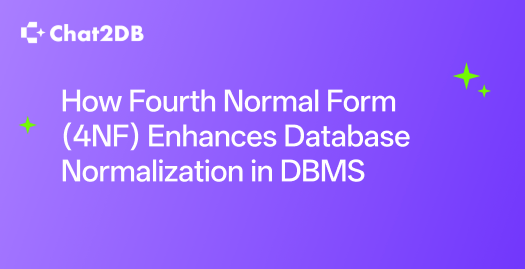 Chat2DB
How Fourth Normal Form
(4NF) Enhances Database
Normalization in DBMS